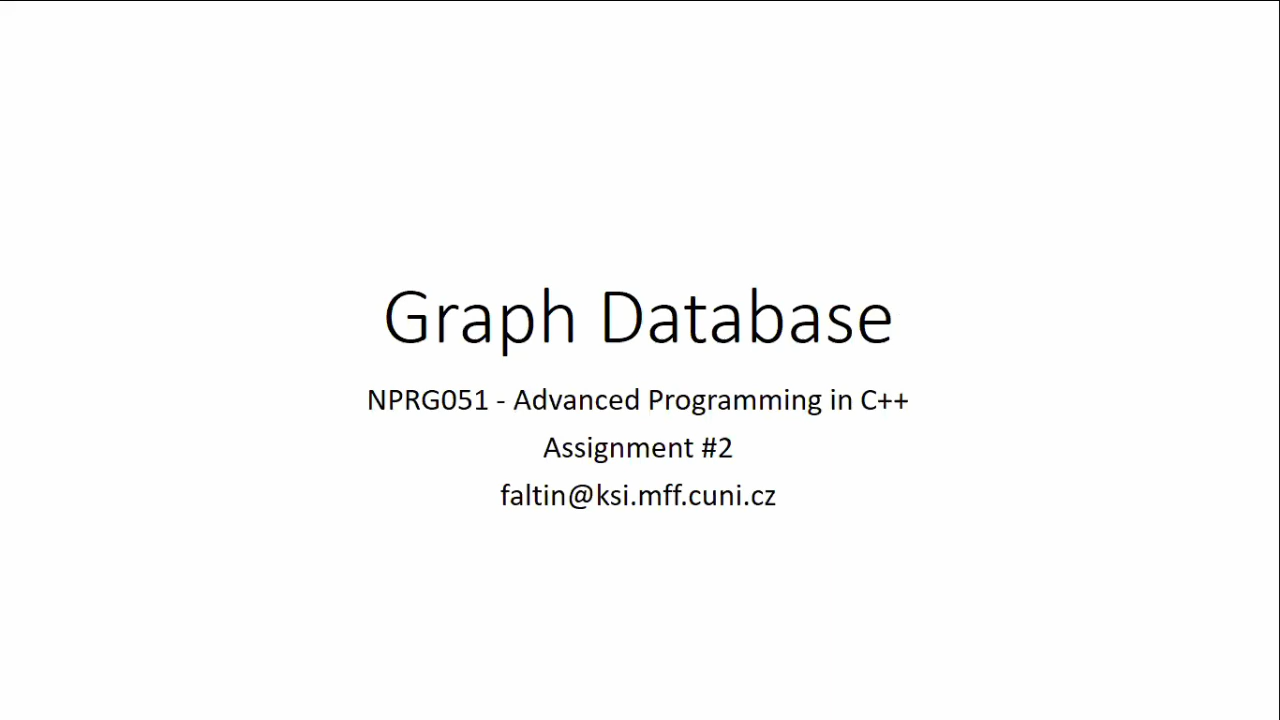 Graph Database
NPRG051 - Advanced Programming in C++
Assignment #2
faltin@ksi.mff.cuni.cz